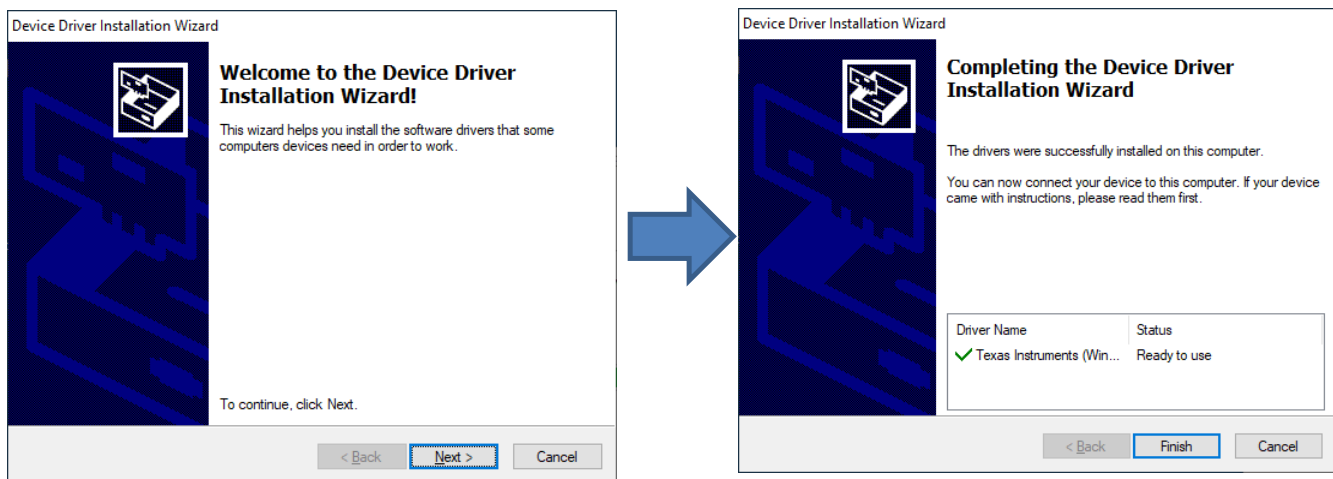 Device Driver Installation Wizard
Welcome to the Device Driver
Installation Wizard!
This wizard helps you install the software drivers that some
computers devices need in order to work.
To continue, click Next.
< Back
Next >
Cancel
Device Driver Installation Wizard
Completing the Device Driver
Installation Wizard
The drivers were successfully installed on this computer.
You can now connect your device to this computer. If your device
came with instructions, please read them first.
Driver Name Status
Texas Instruments (Win... Ready to use
< Back
Finish
Cancel